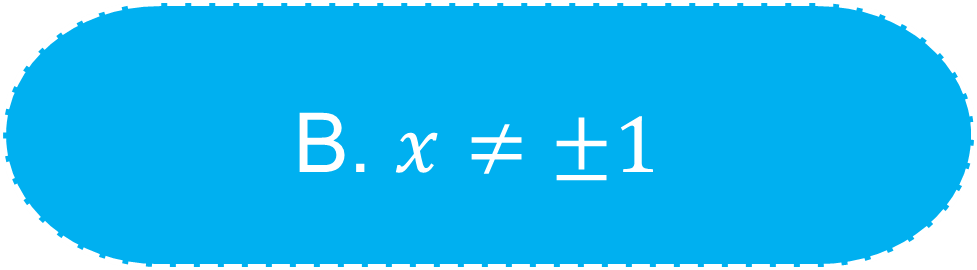 B. x ≠ ±1